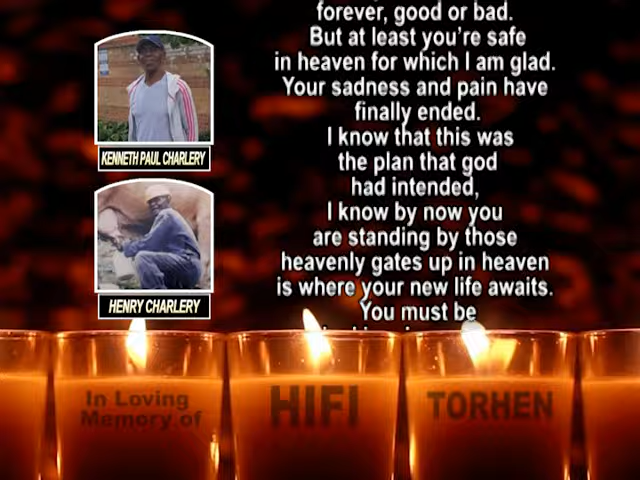 forever, good or bad.
But at least you're safe
in heaven for which I am glad.
Your sadness and pain have
finally ended.
I know that this was
the plan that god
had intended,
I know by now you
are standing by those
heavenly gates up in heaven
is where your new life awaits.
You must be
KENNETH PAUL CHARLERY
HENRY CHARLERY
In Loving
Memory of
HIFI
TORHEN